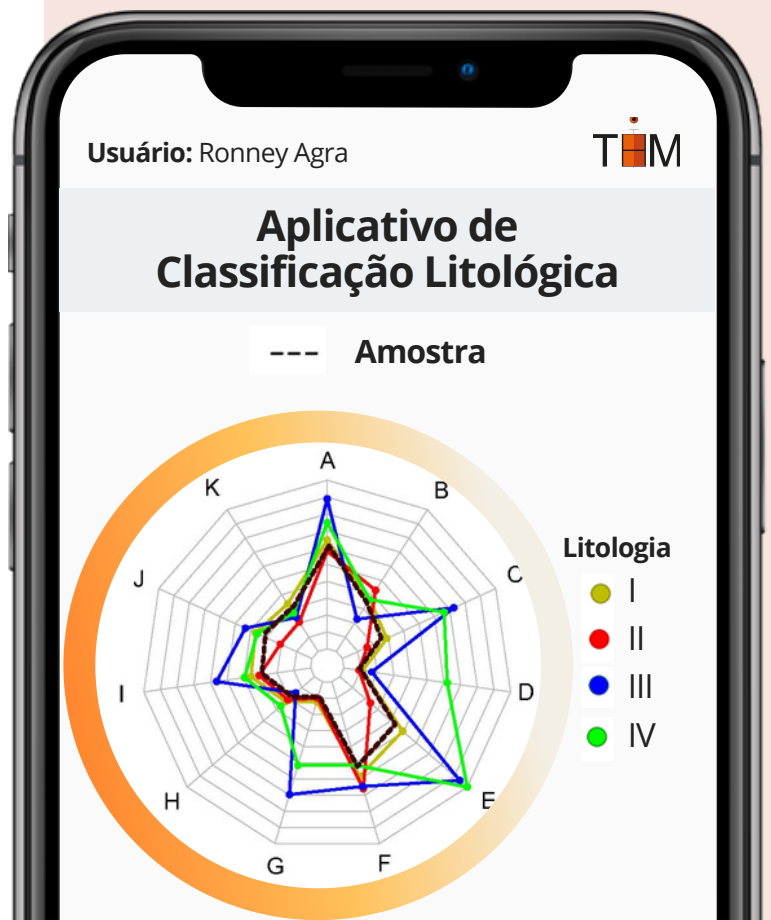 Usuário: Ronney Agra
TIM
Aplicativo de
Classificação Litológica
--- Amostra
A
B
C
D
E
F
G
H
I
J
K
Litologia
I
II
III
IV